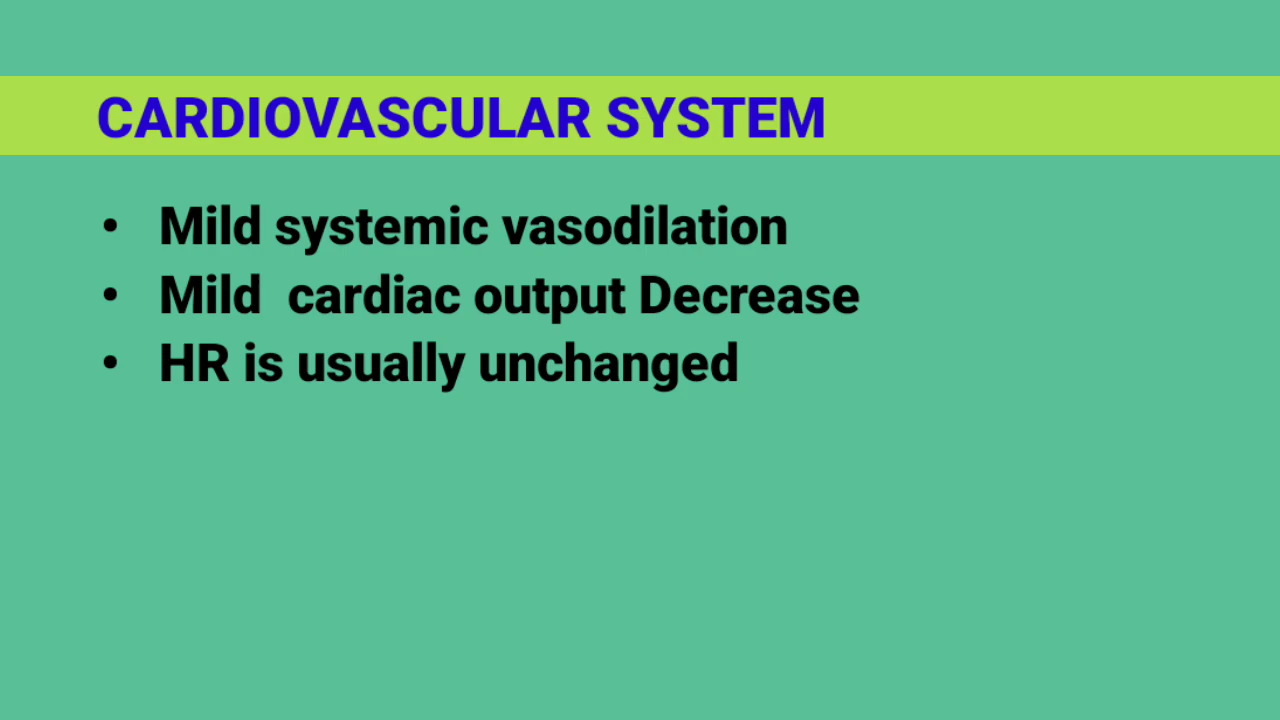 CARDIOVASCULAR SYSTEM
• Mild systemic vasodilation
• Mild  cardiac output Decrease
• HR is usually unchanged